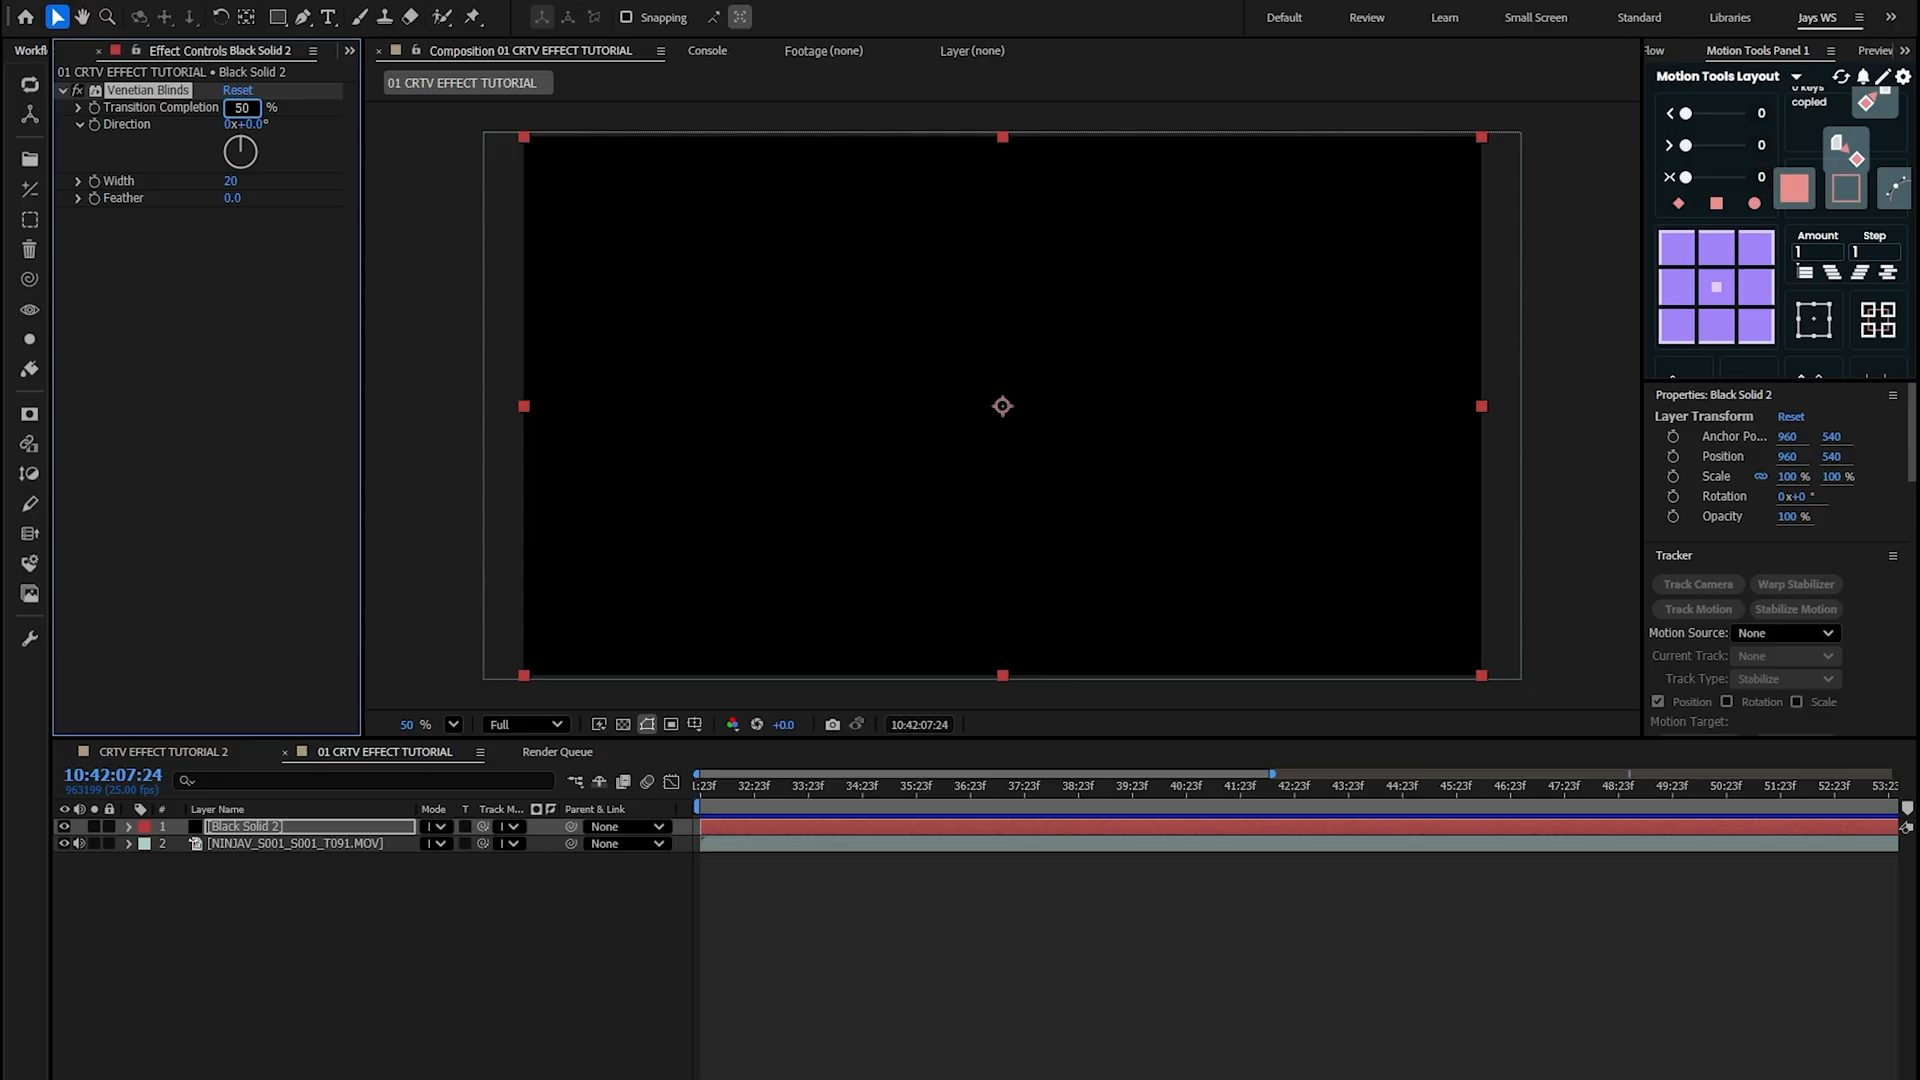 Snapping
Default
Review
Learn
Small Screen
Standard
Libraries
Jays WS
Workfl
Effect Controls Black Solid 2
Composition 01 CRTV EFFECT TUTORIAL
Console
Footage (none)
Layer (none)
flow
Motion Tools Panel 1
Preview
01 CRTV EFFECT TUTORIAL • Black Solid 2
01 CRTV EFFECT TUTORIAL
Motion Tools Layout
fx Venetian Blinds Reset
Transition Completion 50 %
Direction 0x+0.0°
Width 20
Feather 0.0
0 keys
copied
0
0
0
Amount Step
1 1
Properties: Black Solid 2
Layer Transform Reset
Anchor Po... 960 540
Position 960 540
Scale 100 % 100 %
Rotation 0x+0 °
Opacity 100 %
Tracker
Track Camera Warp Stabilizer
Track Motion Stabilize Motion
Motion Source: None
Current Track: None
Track Type: Stabilize
Position Rotation Scale
Motion Target:
50 % Full +0.0 10:42:07:24
CRTV EFFECT TUTORIAL 2
01 CRTV EFFECT TUTORIAL
Render Queue
10:42:07:24
963199 (25.00 fps)
:23f 32:23f 33:23f 34:23f 35:23f 36:23f 37:23f 38:23f 39:23f 40:23f 41:23f 42:23f 43:23f 44:23f 45:23f 46:23f 47:23f 48:23f 49:23f 50:23f 51:23f 52:23f 53:23
# Layer Name Mode T Track M... Parent & Link
1 [Black Solid 2] None
2 [NINJAV_S001_S001_T091.MOV] None